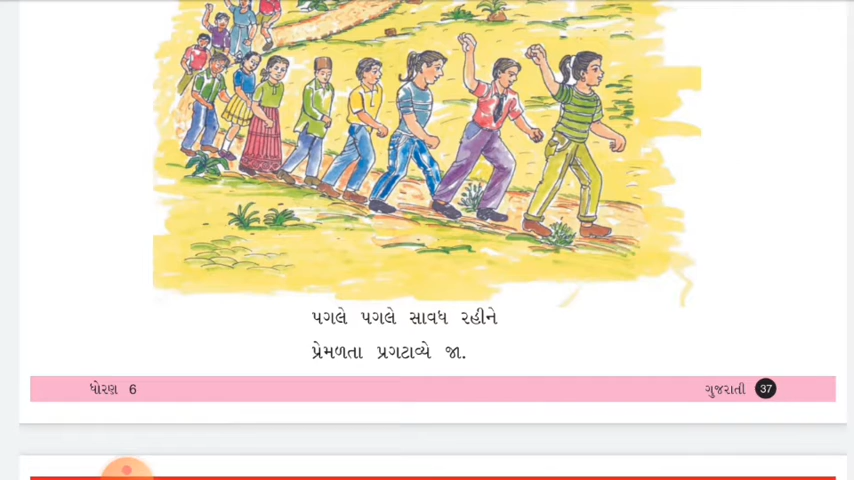 પગલે પગલે સાવધ રહીને
પ્રેમળતા પ્રગટાવ્યે જા.
ધોરણ 6
ગુજરાતી 37